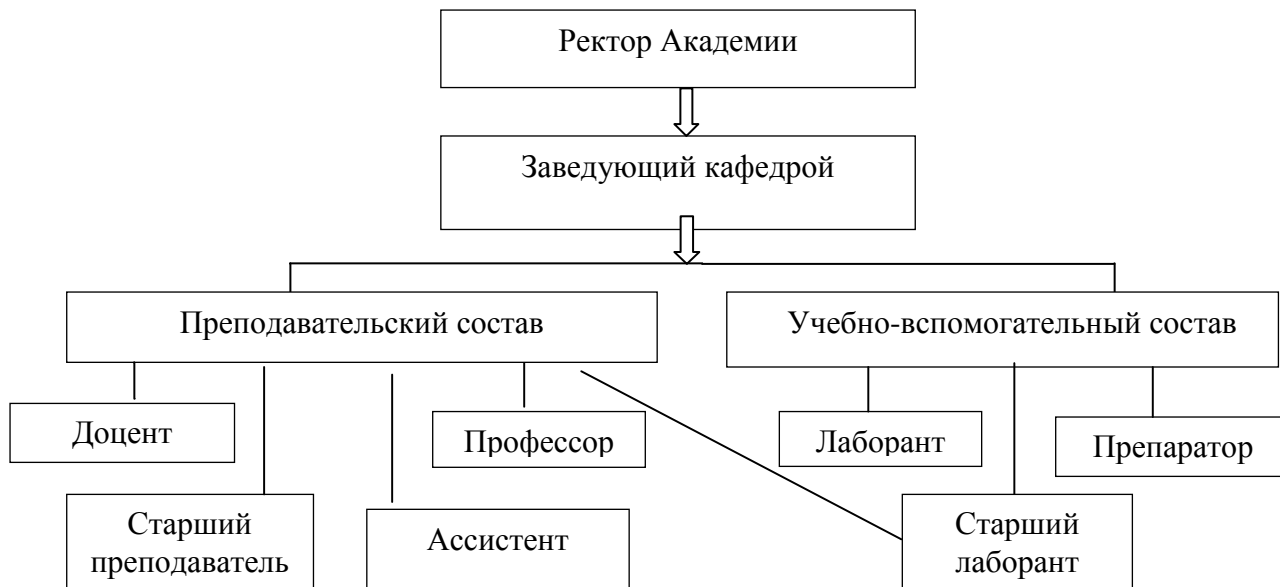 Ректор Академии
Заведующий кафедрой
Преподавательский состав
Учебно-вспомогательный состав
Доцент
Профессор
Лаборант
Препаратор
Старший
преподаватель
Ассистент
Старший
лаборант